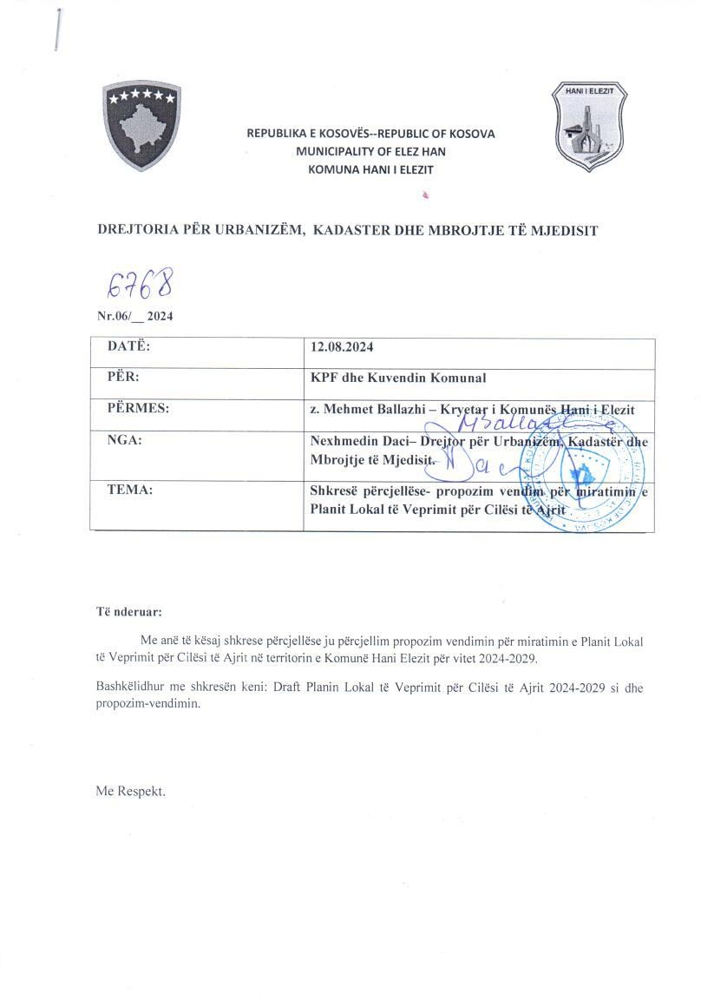 HANI I ELEZIT
REPUBLIKA E KOSOVËS--REPUBLIC OF KOSOVA
MUNICIPALITY OF ELEZ HAN
KOMUNA HANI I ELEZIT
DREJTORIA PËR URBANIZËM, KADASTER DHE MBROJTJE TË MJEDISIT
6768
Nr.06/__ 2024
DATË: 12.08.2024
PËR: KPF dhe Kuvendin Komunal
PËRMES: z. Mehmet Ballazhi – Kryetar i Komunës Hani i Elezit
NGA: Nexhmedin Daci– Drejtor për Urbanizëm, Kadastër dhe
Mbrojtje të Mjedisit.
TEMA: Shkresë përcjellëse- propozim vendim për miratimin e
Planit Lokal të Veprimit për Cilësi të Ajrit
Të nderuar:
Me anë të kësaj shkrese përcjellëse ju përcjellim propozim vendimin për miratimin e Planit Lokal
të Veprimit për Cilësi të Ajrit në territorin e Komunë Hani Elezit për vitet 2024-2029.
Bashkëlidhur me shkresën keni: Draft Planin Lokal të Veprimit për Cilësi të Ajrit 2024-2029 si dhe
propozim-vendimin.
Me Respekt.